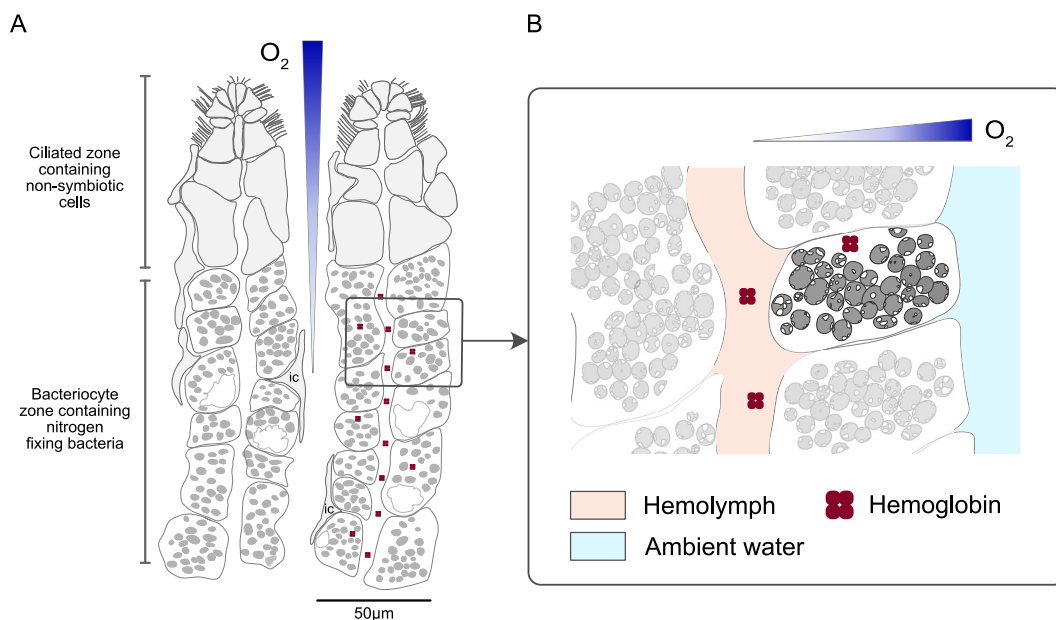 A
B
O2
Ciliated zone
containing
non-symbiotic
cells
Bacteriocyte
zone containing
nitrogen
fixing bacteria
ic
ic
50µm
O2
Hemolymph
Hemoglobin
Ambient water